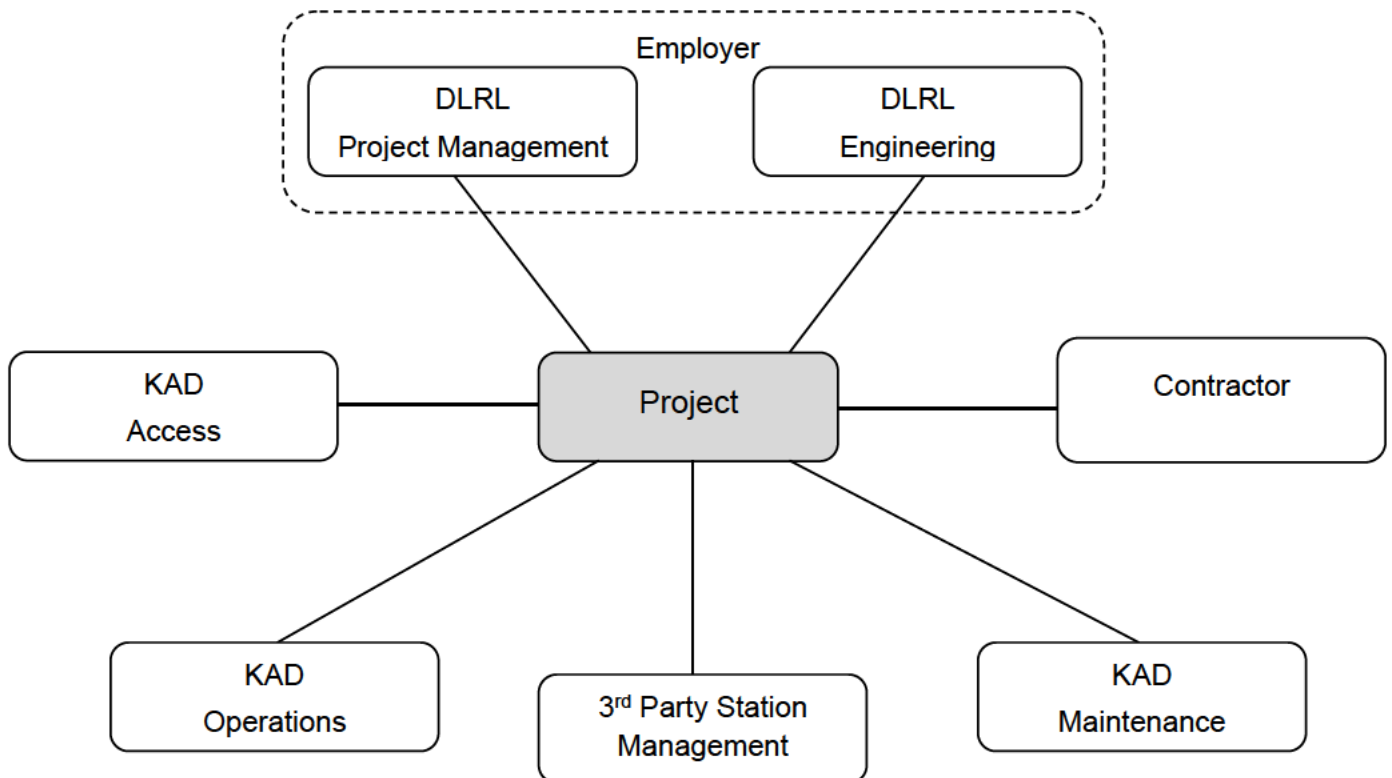 Employer
DLRL
Project Management
DLRL
Engineering
KAD
Access
Project
Contractor
KAD
Operations
3rd Party Station
Management
KAD
Maintenance